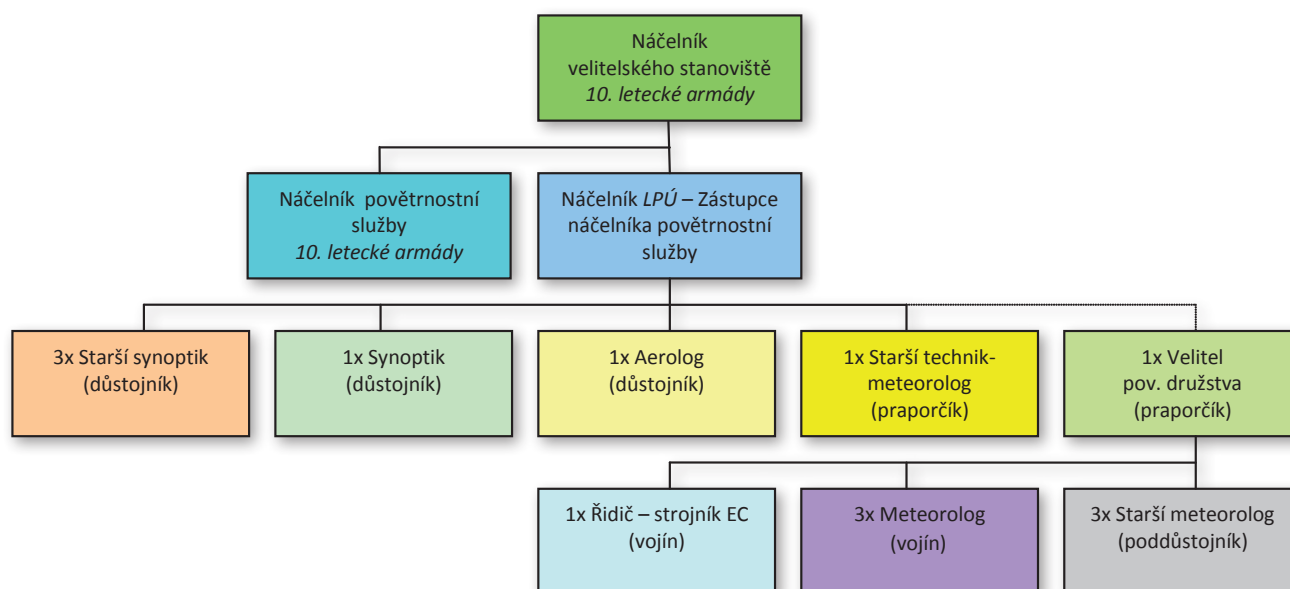 Náčelník
velitelského stanoviště
10. letecké armády
Náčelník povětrnostní
služby
10. letecké armády
Náčelník LPÚ – Zástupce
náčelníka povětrnostní
služby
3x Starší synoptik
(důstojník)
1x Synoptik
(důstojník)
1x Aerolog
(důstojník)
1x Starší technik-
meteorolog
(praporčík)
1x Velitel
pov. družstva
(praporčík)
1x Řidič – strojník EC
(vojín)
3x Meteorolog
(vojín)
3x Starší meteorolog
(poddůstojník)